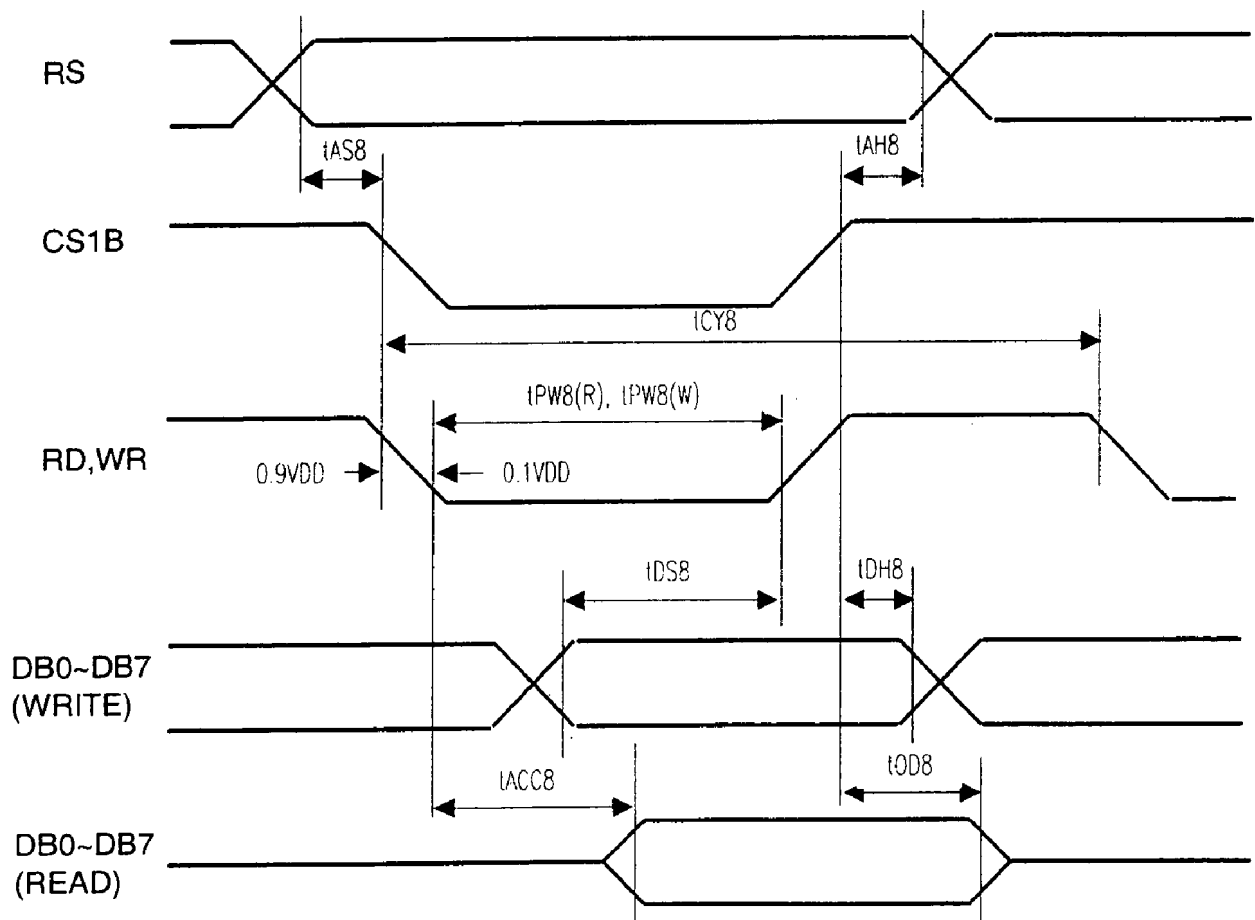 RS
tAS8
tAH8
CS1B
tCY8
tPW8(R), tPW8(W)
RD,WR
0.9VDD
0.1VDD
tDS8
tDH8
DB0~DB7
(WRITE)
tACC8
tOD8
DB0~DB7
(READ)